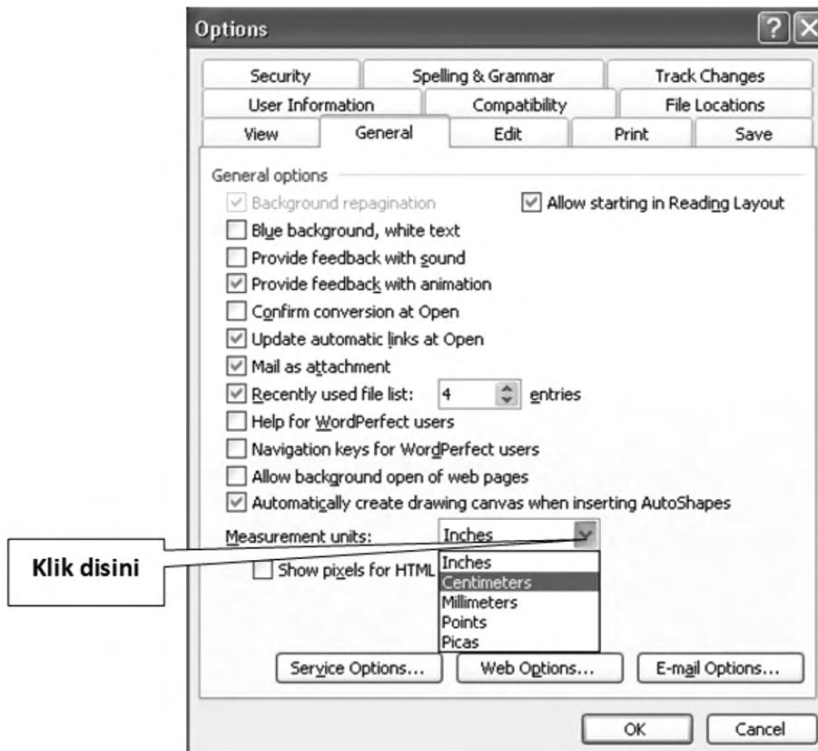 Options
Security Spelling & Grammar Track Changes
User Information Compatibility File Locations
View General Edit Print Save
General options
Background repagination Allow starting in Reading Layout
Blue background, white text
Provide feedback with sound
Provide feedback with animation
Confirm conversion at Open
Update automatic links at Open
Mail as attachment
Recently used file list: 4 entries
Help for WordPerfect users
Navigation keys for WordPerfect users
Allow background open of web pages
Automatically create drawing canvas when inserting AutoShapes
Measurement units: Inches
Klik disini
Show pixels for HTML
Inches
Centimeters
Millimeters
Points
Picas
Service Options... Web Options... E-mail Options...
OK Cancel